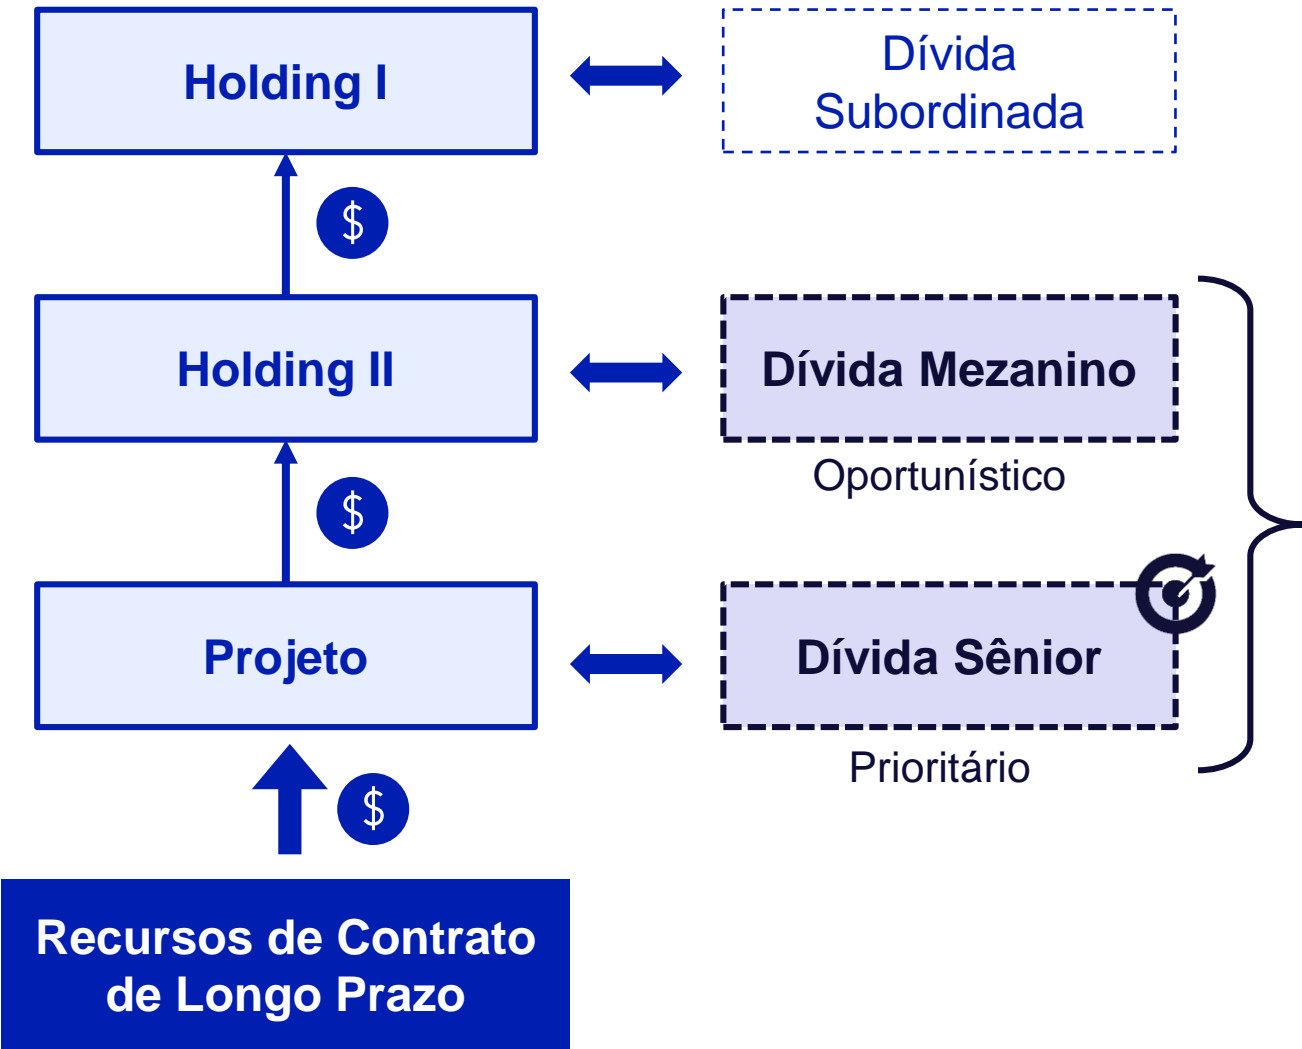 Holding I
Dívida
Subordinada
$
Holding II
Dívida Mezanino
Oportunístico
$
Projeto
Dívida Sênior
Prioritário
$
Recursos de Contrato
de Longo Prazo